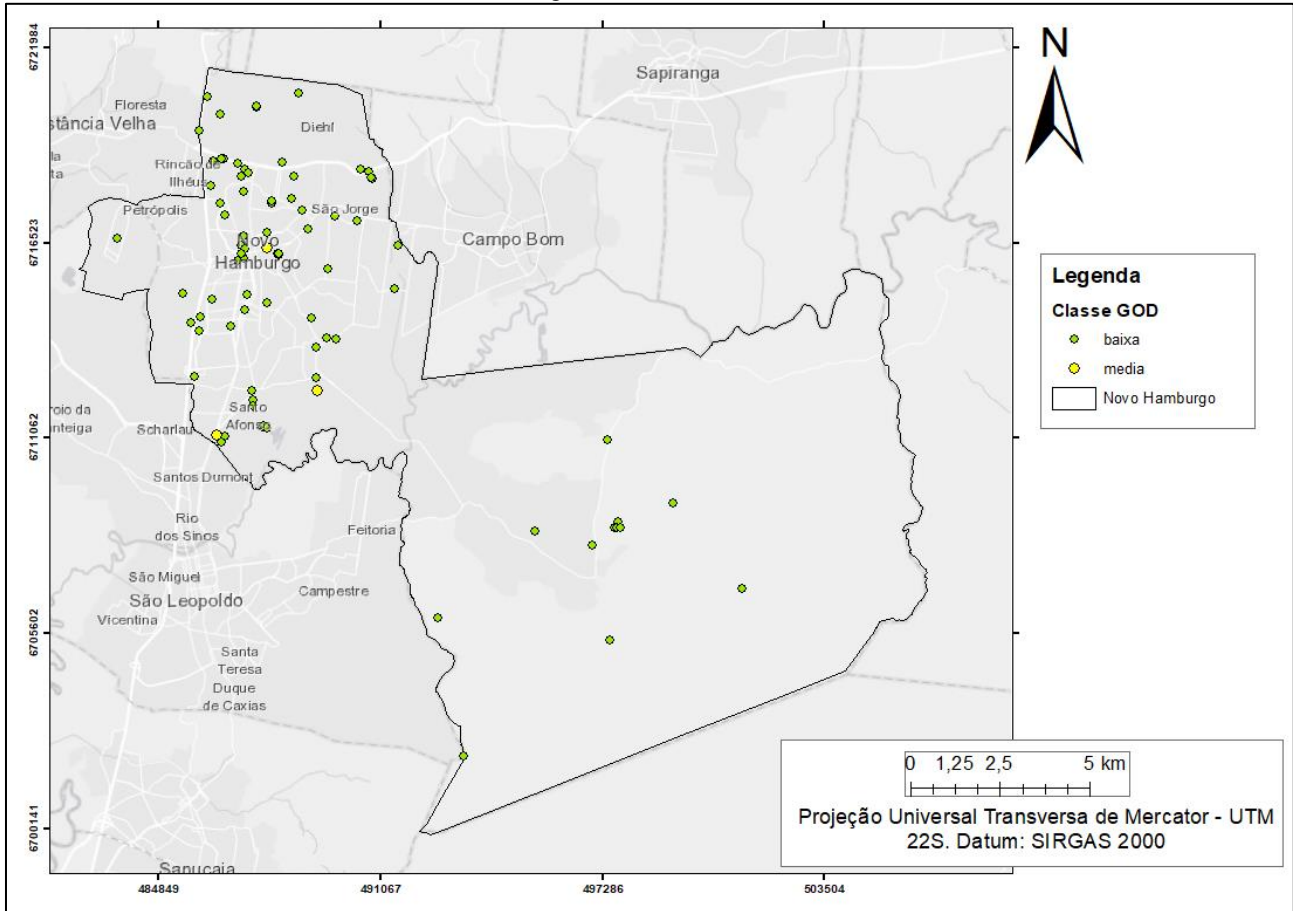 6721984
6716523
6711062
6705602
6700141
484849
491067
497286
503504
Floresta
stância Velha
Diehl
Sapiranga
Rincão de
Ilhéus
Petrópolis
São Jorge
Novo
Hamburgo
Campo Bom
Santo
Afonso
Scharlau
Santos Dumont
Rio
dos Sinos
Feitoria
São Miguel
São Leopoldo
Campestre
Vicentina
Santa
Teresa
Duque
de Caxias
Sapucaia
N
Legenda
Classe GOD
baixa
media
Novo Hamburgo
0 1,25 2,5 5 km
Projeção Universal Transversa de Mercator - UTM
22S. Datum: SIRGAS 2000